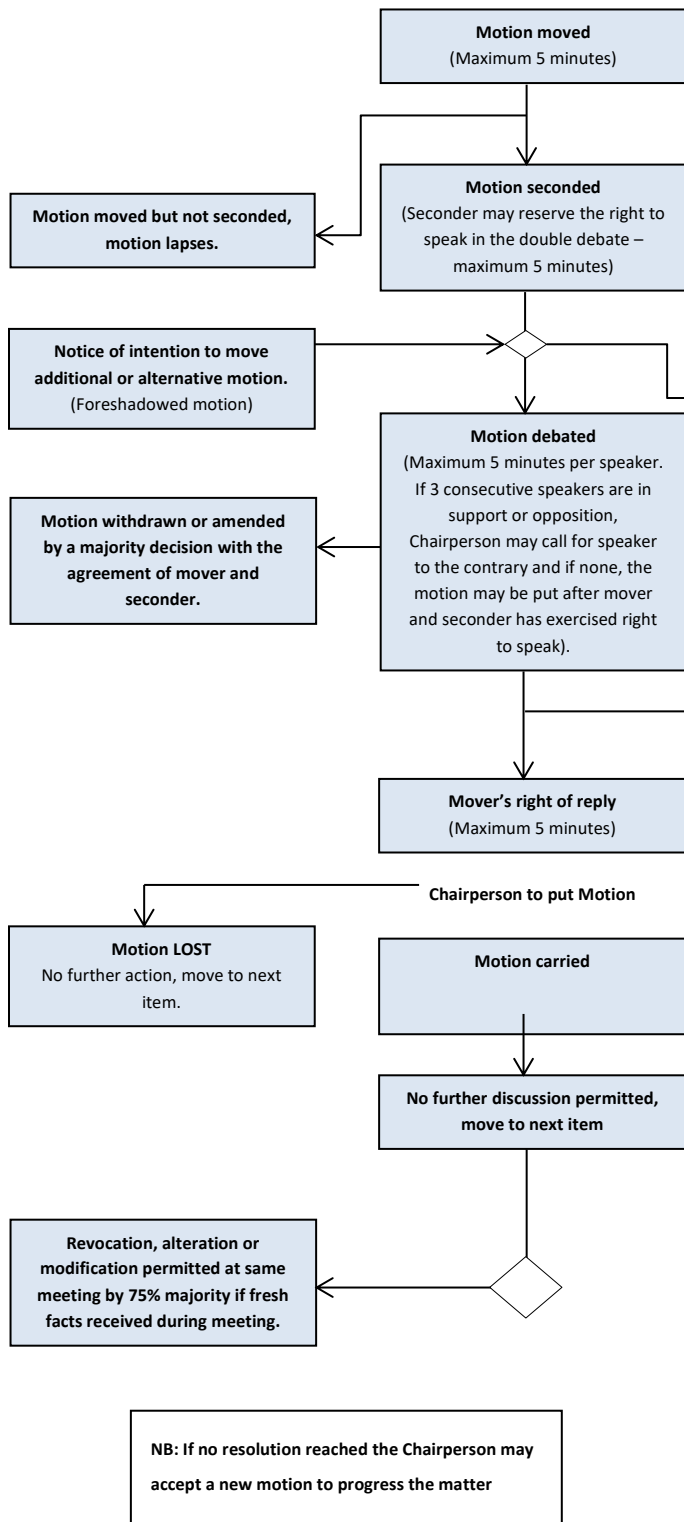 Motion moved
(Maximum 5 minutes)
Motion seconded
(Seconder may reserve the right to
speak in the double debate –
maximum 5 minutes)
Motion moved but not seconded,
motion lapses.
Notice of intention to move
additional or alternative motion.
(Foreshadowed motion)
Motion debated
(Maximum 5 minutes per speaker.
If 3 consecutive speakers are in
support or opposition,
Chairperson may call for speaker
to the contrary and if none, the
motion may be put after mover
and seconder has exercised right
to speak).
Motion withdrawn or amended
by a majority decision with the
agreement of mover and
seconder.
Mover’s right of reply
(Maximum 5 minutes)
Chairperson to put Motion
Motion LOST
No further action, move to next
item.
Motion carried
No further discussion permitted,
move to next item
Revocation, alteration or
modification permitted at same
meeting by 75% majority if fresh
facts received during meeting.
NB: If no resolution reached the Chairperson may
accept a new motion to progress the matter